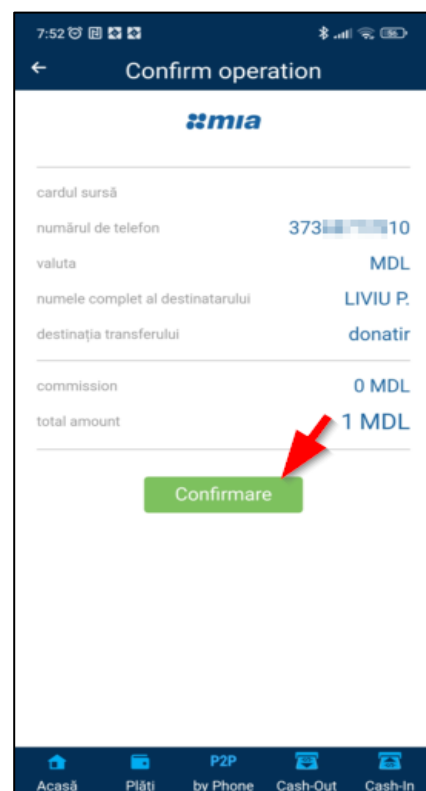 7:52
Confirm operation
mia
cardul sursă
numărul de telefon 373 10
valuta MDL
numele complet al destinatarului LIVIU P.
destinația transferului donatir
commission 0 MDL
total amount 1 MDL
Confirmare
P2P
Acasă Plăți by Phone Cash-Out Cash-In